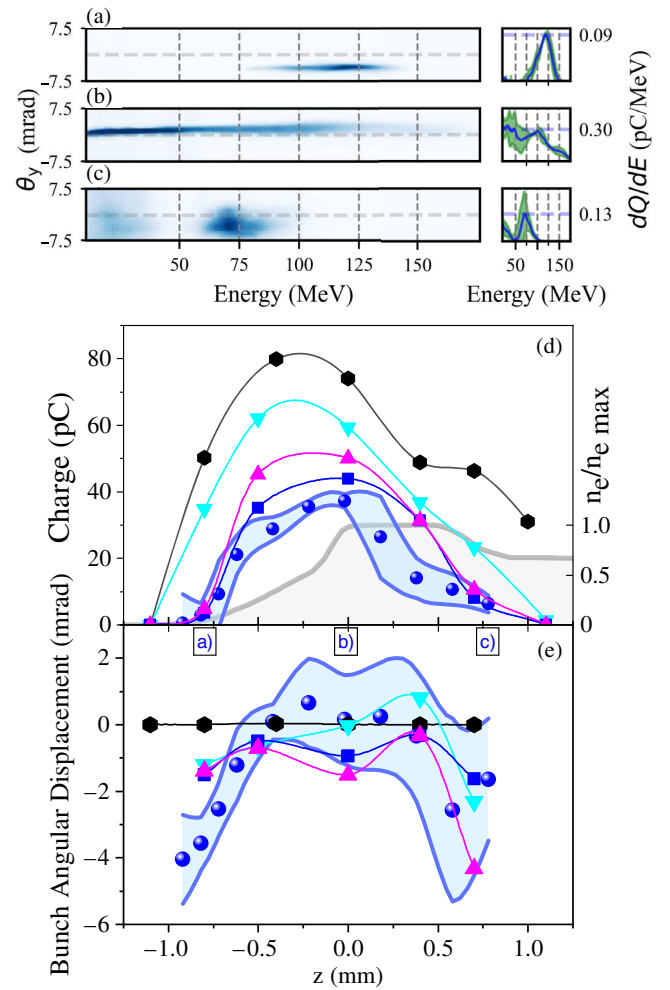 (a)
7.5
−7.5
0.09
(b)
7.5
−7.5
0.30
(c)
7.5
−7.5
0.13
θy (mrad)
dQ/dE (pC/MeV)
50 75 100 125 150
50 150
Energy (MeV)
Energy (MeV)
(d)
80
60
40
20
0
Charge (pC)
1.0
0.5
0
ne/ne max
a) b) c)
(e)
2
0
−2
−4
−6
Bunch Angular Displacement (mrad)
−1.0 −0.5 0.0 0.5 1.0
z (mm)